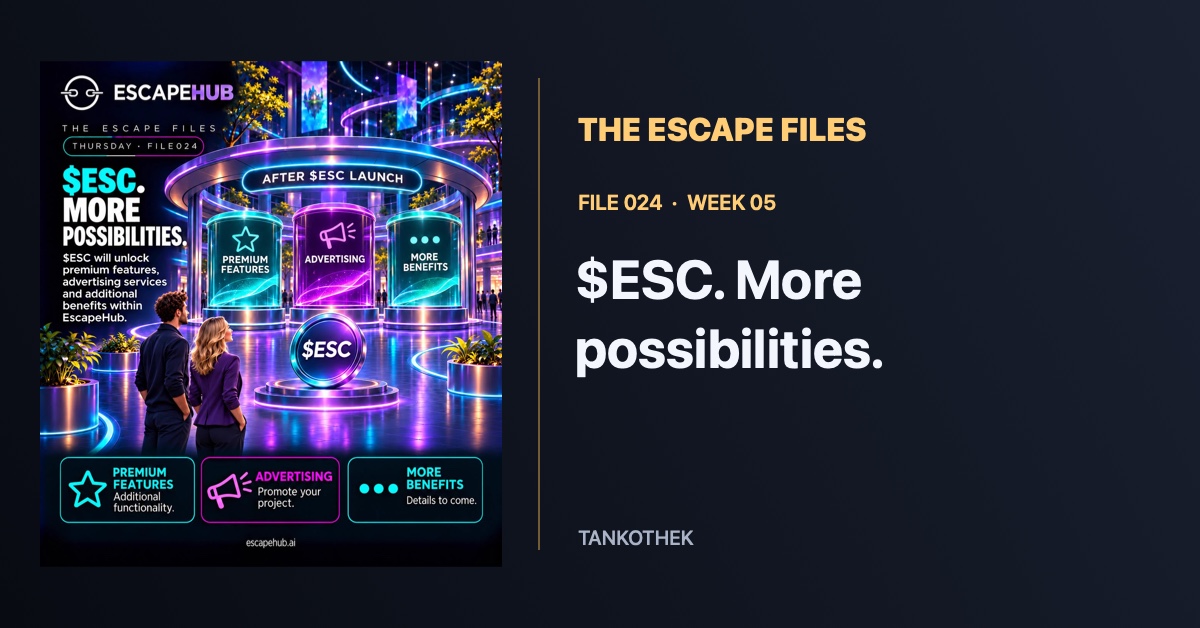 ESCAPEHUB
THE ESCAPE FILES
THURSDAY · FILE024
$ESC.
MORE
POSSIBILITIES.
$ESC will unlock
premium features,
advertising services
and additional
benefits within
EscapeHub.
AFTER $ESC LAUNCH
PREMIUM
FEATURES
ADVERTISING
MORE
BENEFITS
$ESC
PREMIUM
FEATURES
Additional
functionality.
ADVERTISING
Promote your
project.
MORE
BENEFITS
Details to come.
escapehub.ai
THE ESCAPE FILES
FILE 024 · WEEK 05
$ESC. More
possibilities.
TANKOTHEK